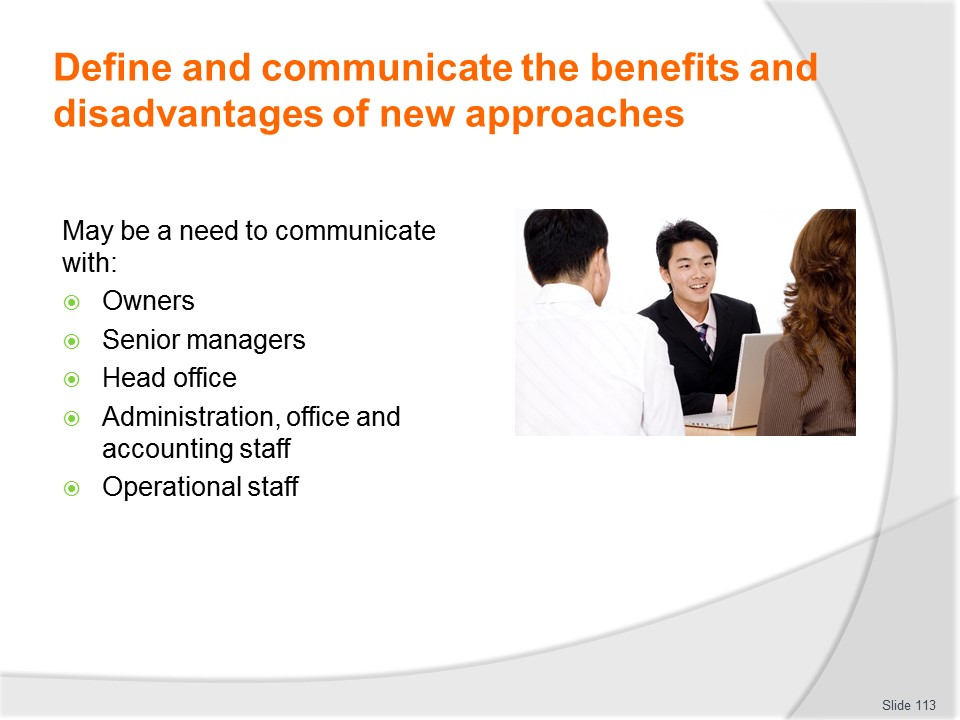 Define and communicate the benefits and
disadvantages of new approaches
May be a need to communicate
with:
Owners
Senior managers
Head office
Administration, office and
accounting staff
Operational staff
Slide 113